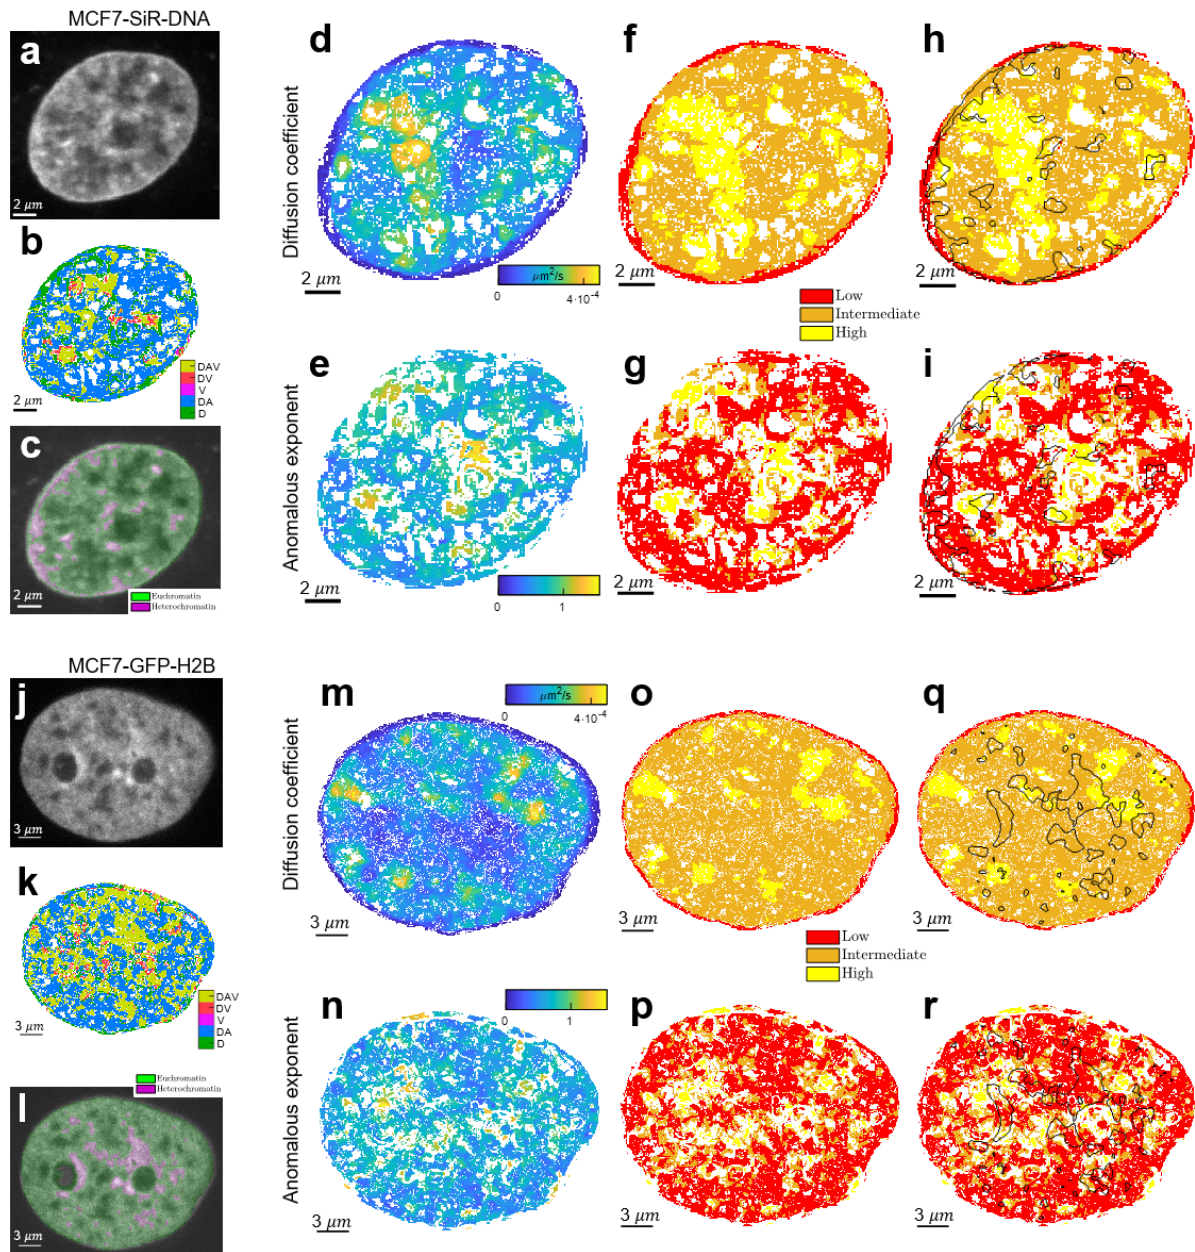 MCF7-SiR-DNA
a
2 μm
b
DAV
DV
V
DA
D
2 μm
c
2 μm
Euchromatin
Heterochromatin
Diffusion coefficient
d
μm²/s
0
4·10⁻⁴
2 μm
f
2 μm
h
2 μm
Low
Intermediate
High
Anomalous exponent
e
2 μm
0
1
g
2 μm
i
2 μm
MCF7-GFP-H2B
j
3 μm
k
3 μm
DAV
DV
V
DA
D
Euchromatin
Heterochromatin
l
3 μm
Diffusion coefficient
m
μm²/s
0
4·10⁻⁴
3 μm
o
3 μm
q
3 μm
Low
Intermediate
High
Anomalous exponent
n
0
1
3 μm
p
3 μm
r
3 μm